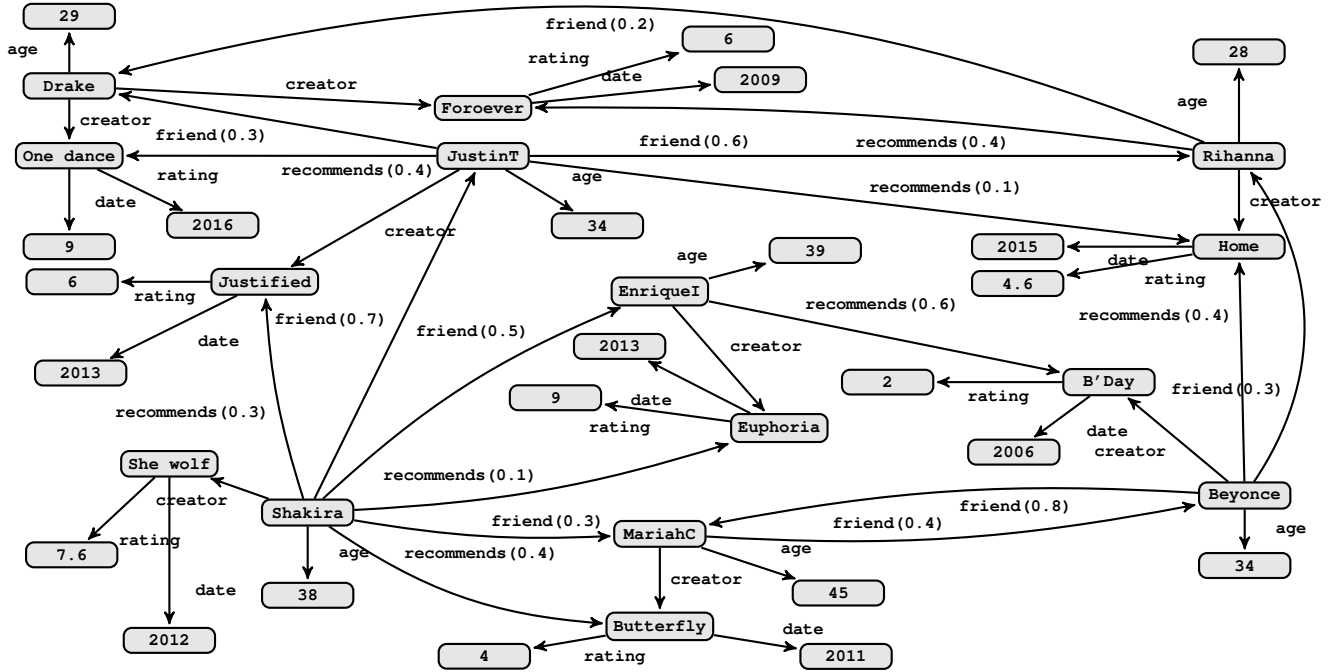 29
friend(0.2)
6
age
rating
28
date
2009
Drake
creator
Foroever
age
creator
friend(0.3)
friend(0.6)
recommends(0.4)
One dance
JustinT
Rihanna
rating
recommends(0.4)
age
recommends(0.1)
date
creator
2016
34
creator
9
39
2015
Home
age
date
6
Justified
4.6
rating
rating
EnriqueI
recommends(0.6)
friend(0.7)
recommends(0.4)
friend(0.5)
date
2013
creator
2013
2
B'Day
friend(0.3)
9
date
rating
recommends(0.3)
rating
Euphoria
date
2006
creator
She wolf
recommends(0.1)
creator
Beyonce
Shakira
friend(0.8)
friend(0.3)
friend(0.4)
MariahC
age
rating
7.6
age
recommends(0.4)
age
34
creator
date
38
45
Butterfly
date
2012
4
rating
2011